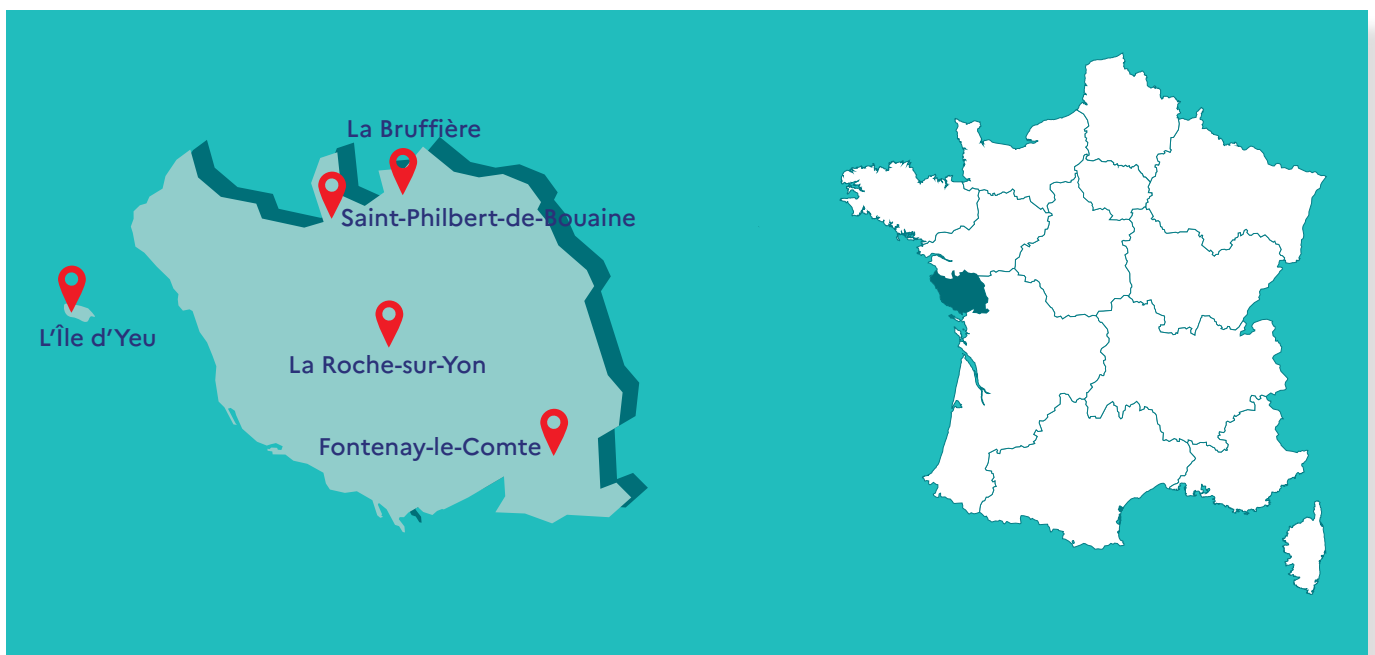 La Bruffière
Saint-Philbert-de-Bouaine
L’Île d’Yeu
La Roche-sur-Yon
Fontenay-le-Comte